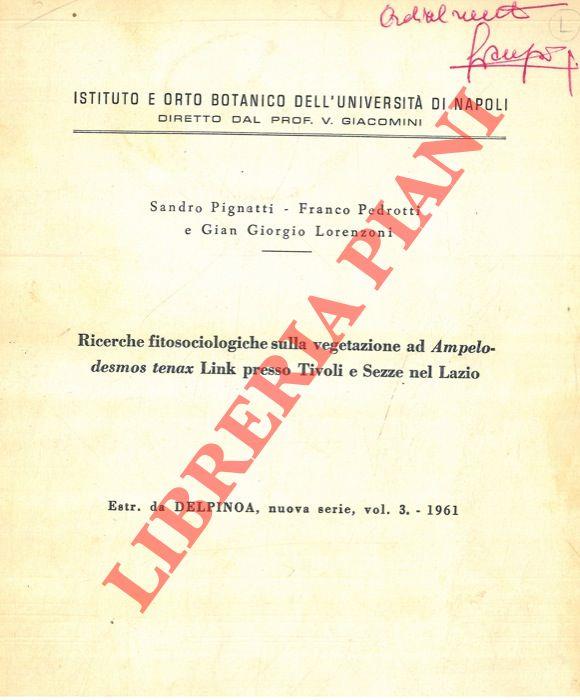 Cordialmente
L
ISTITUTO E ORTO BOTANICO DELL'UNIVERSITÀ DI NAPOLI
DIRETTO DAL PROF. V. GIACOMINI
Sandro Pignatti - Franco Pedrotti
e Gian Giorgio Lorenzoni
Ricerche fitosociologiche sulla vegetazione ad Ampelo-
desmos tenax Link presso Tivoli e Sezze nel Lazio
Estr. da DELPINOA, nuova serie, vol. 3. - 1961
LIBRERIA PIANI